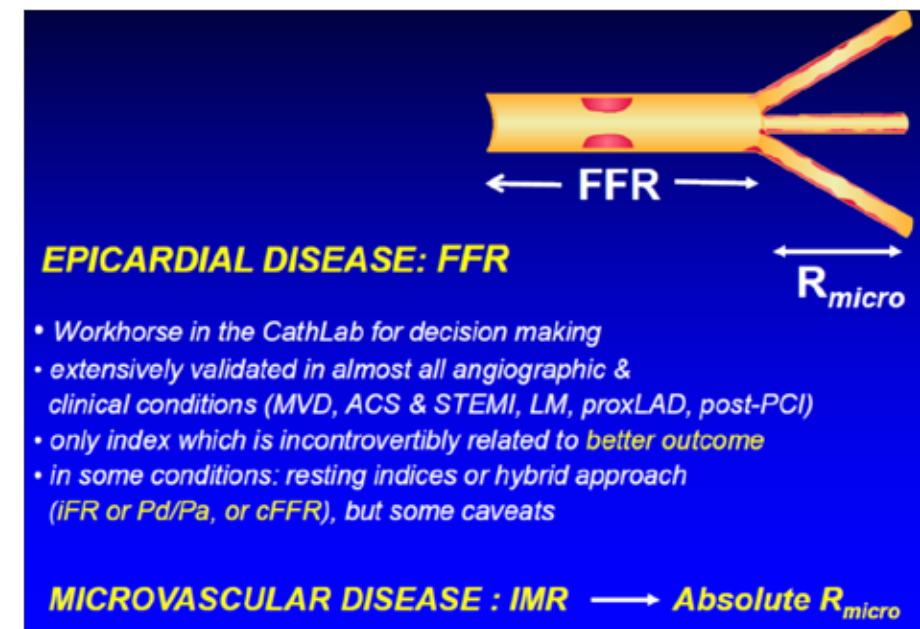 ← FFR →
R micro
EPICARDIAL DISEASE: FFR
• Workhorse in the CathLab for decision making
• extensively validated in almost all angiographic &
clinical conditions (MVD, ACS & STEMI, LM, proxLAD, post-PCI)
• only index which is incontrovertibly related to better outcome
• in some conditions: resting indices or hybrid approach
(iFR or Pd/Pa, or cFFR), but some caveats
MICROVASCULAR DISEASE : IMR → Absolute R micro